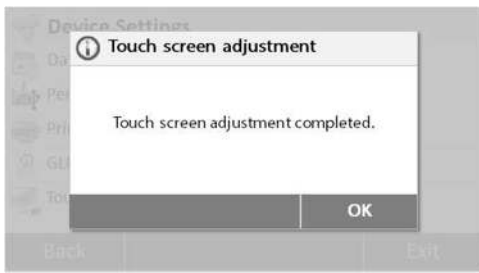 Device Settings
Touch screen adjustment
Touch screen adjustment completed.
OK
Back
Exit